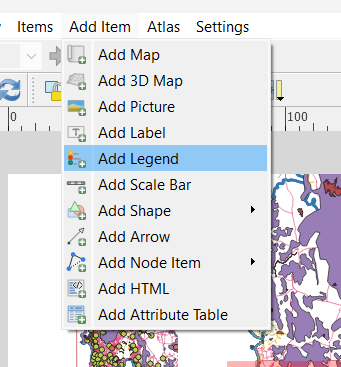 Items Add Item Atlas Settings
Add Map
Add 3D Map
Add Picture
Add Label
Add Legend
Add Scale Bar
Add Shape
Add Arrow
Add Node Item
Add HTML
Add Attribute Table
0 100